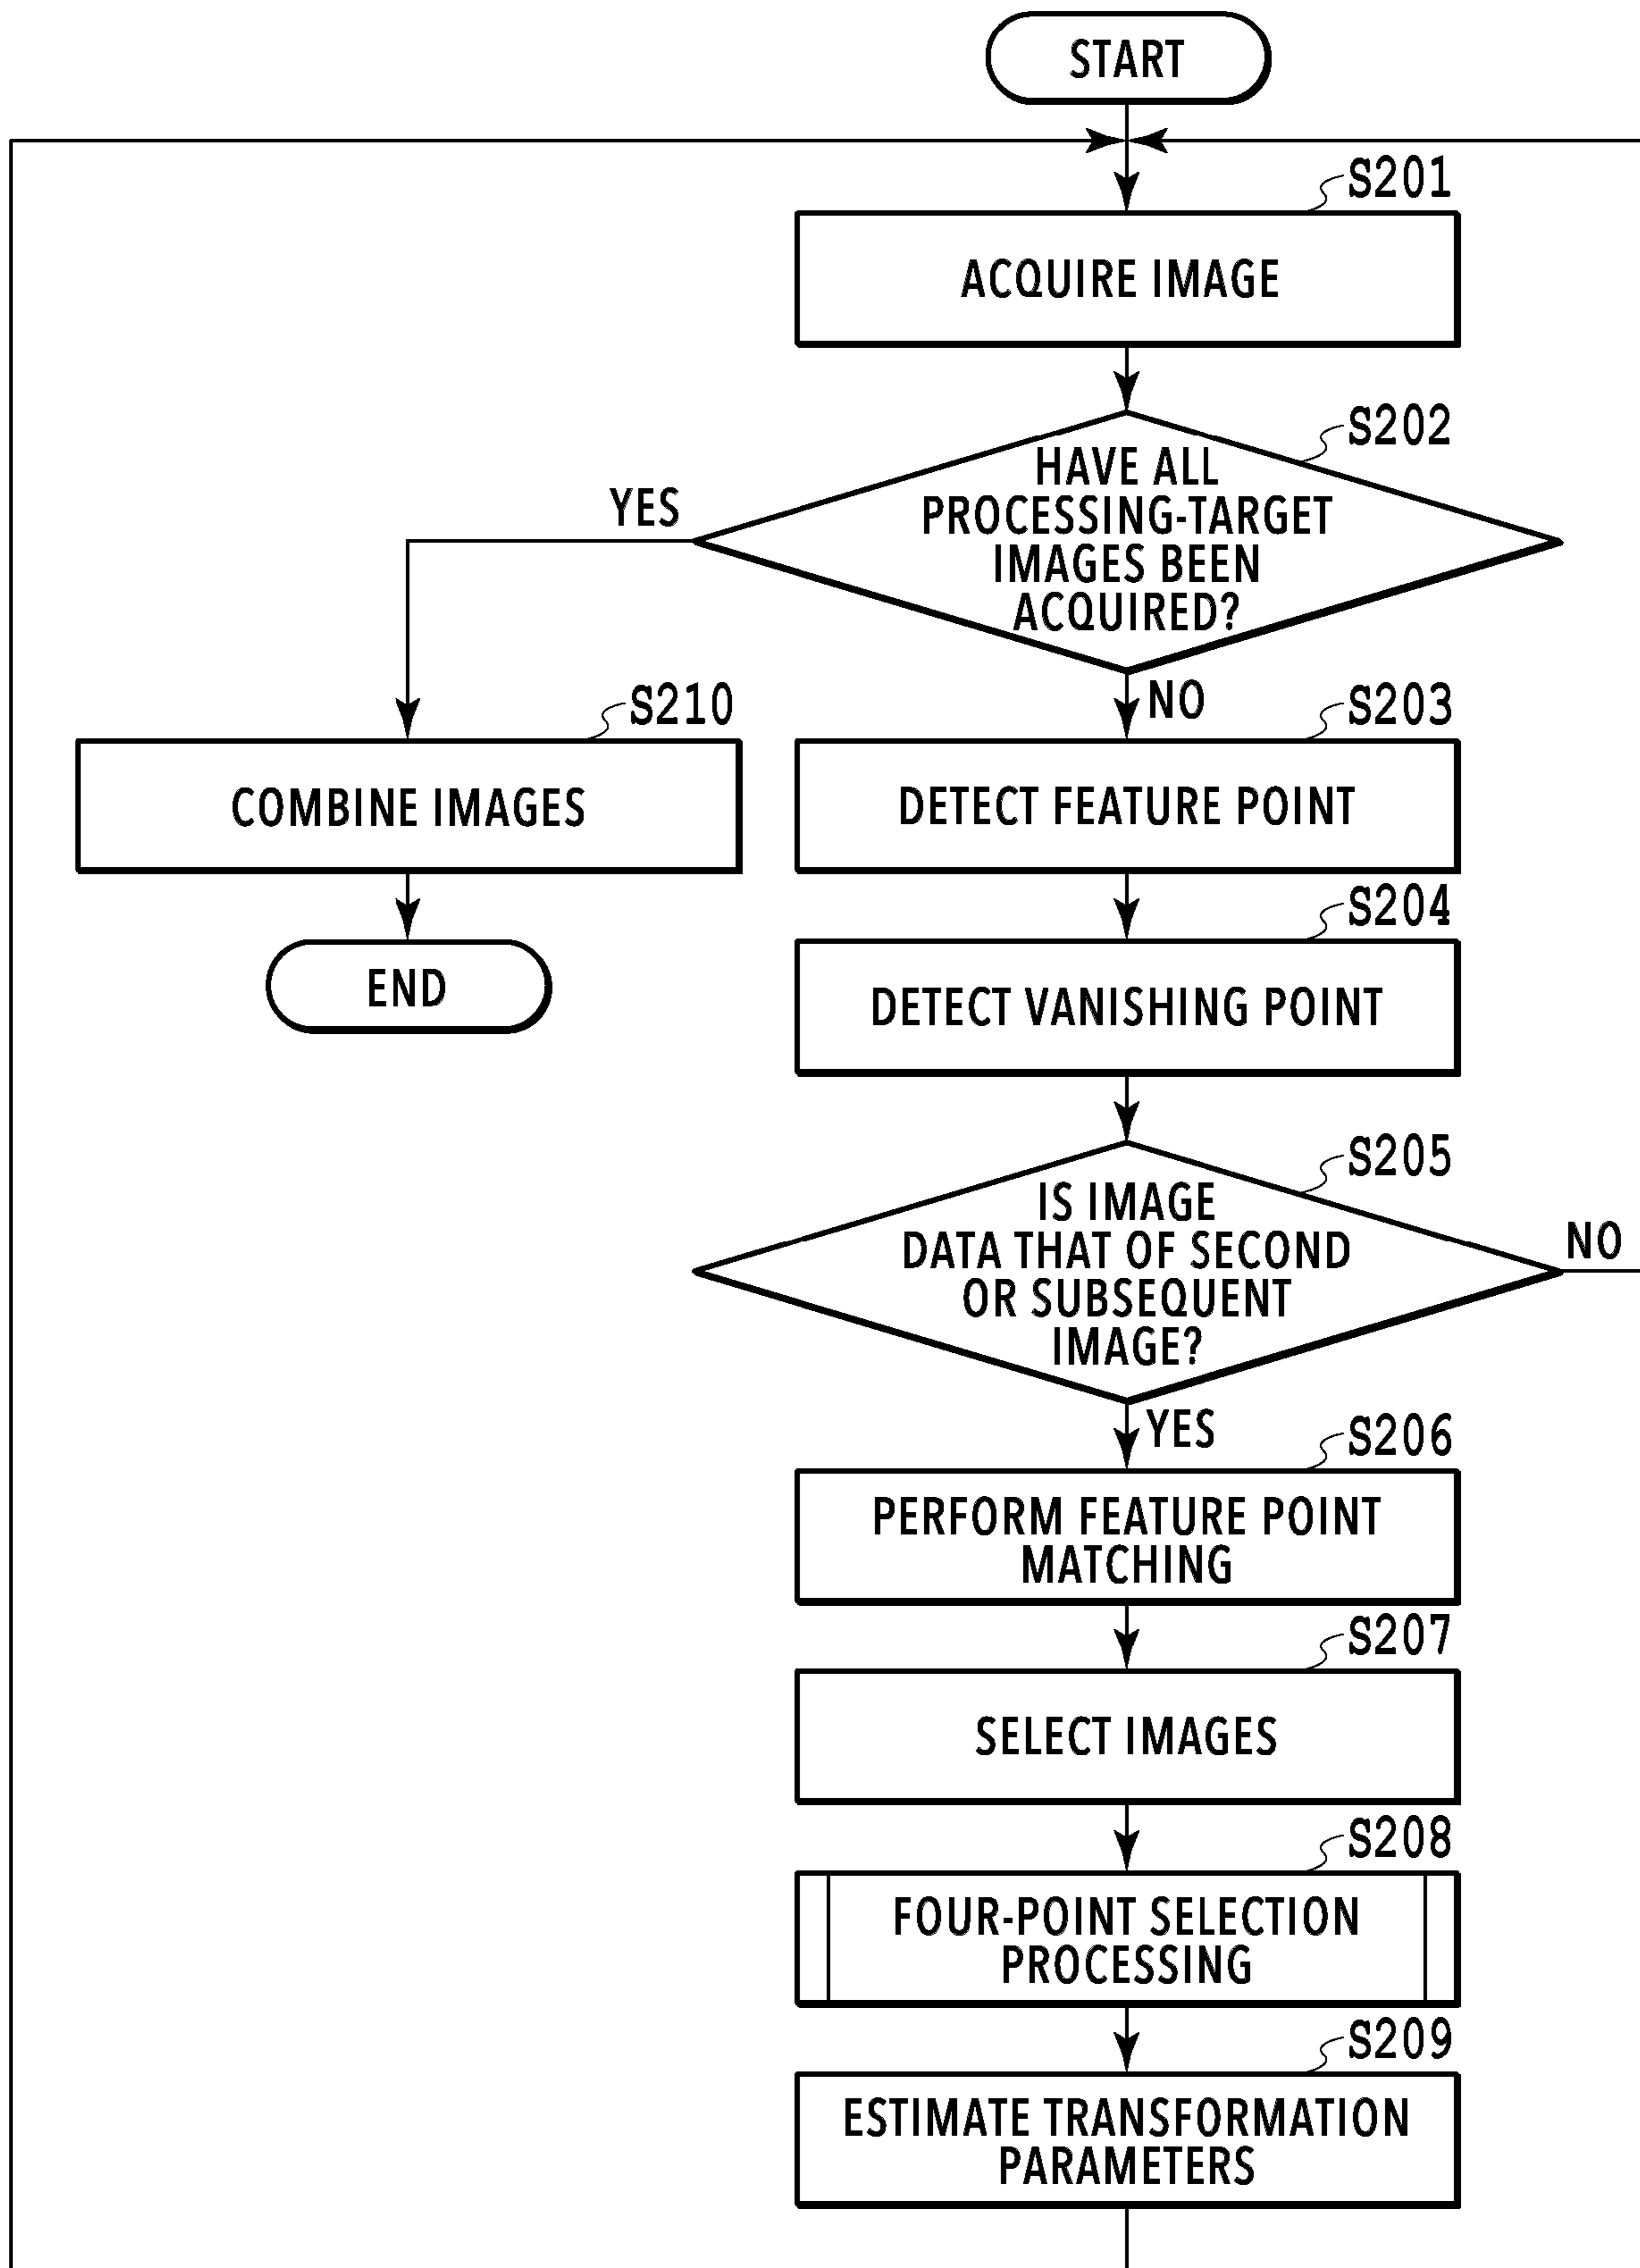 START
S201
ACQUIRE IMAGE
S202
HAVE ALL
PROCESSING-TARGET
IMAGES BEEN
ACQUIRED?
YES
NO
S210
COMBINE IMAGES
END
S203
DETECT FEATURE POINT
S204
DETECT VANISHING POINT
S205
IS IMAGE
DATA THAT OF SECOND
OR SUBSEQUENT
IMAGE?
NO
YES
S206
PERFORM FEATURE POINT
MATCHING
S207
SELECT IMAGES
S208
FOUR-POINT SELECTION
PROCESSING
S209
ESTIMATE TRANSFORMATION
PARAMETERS